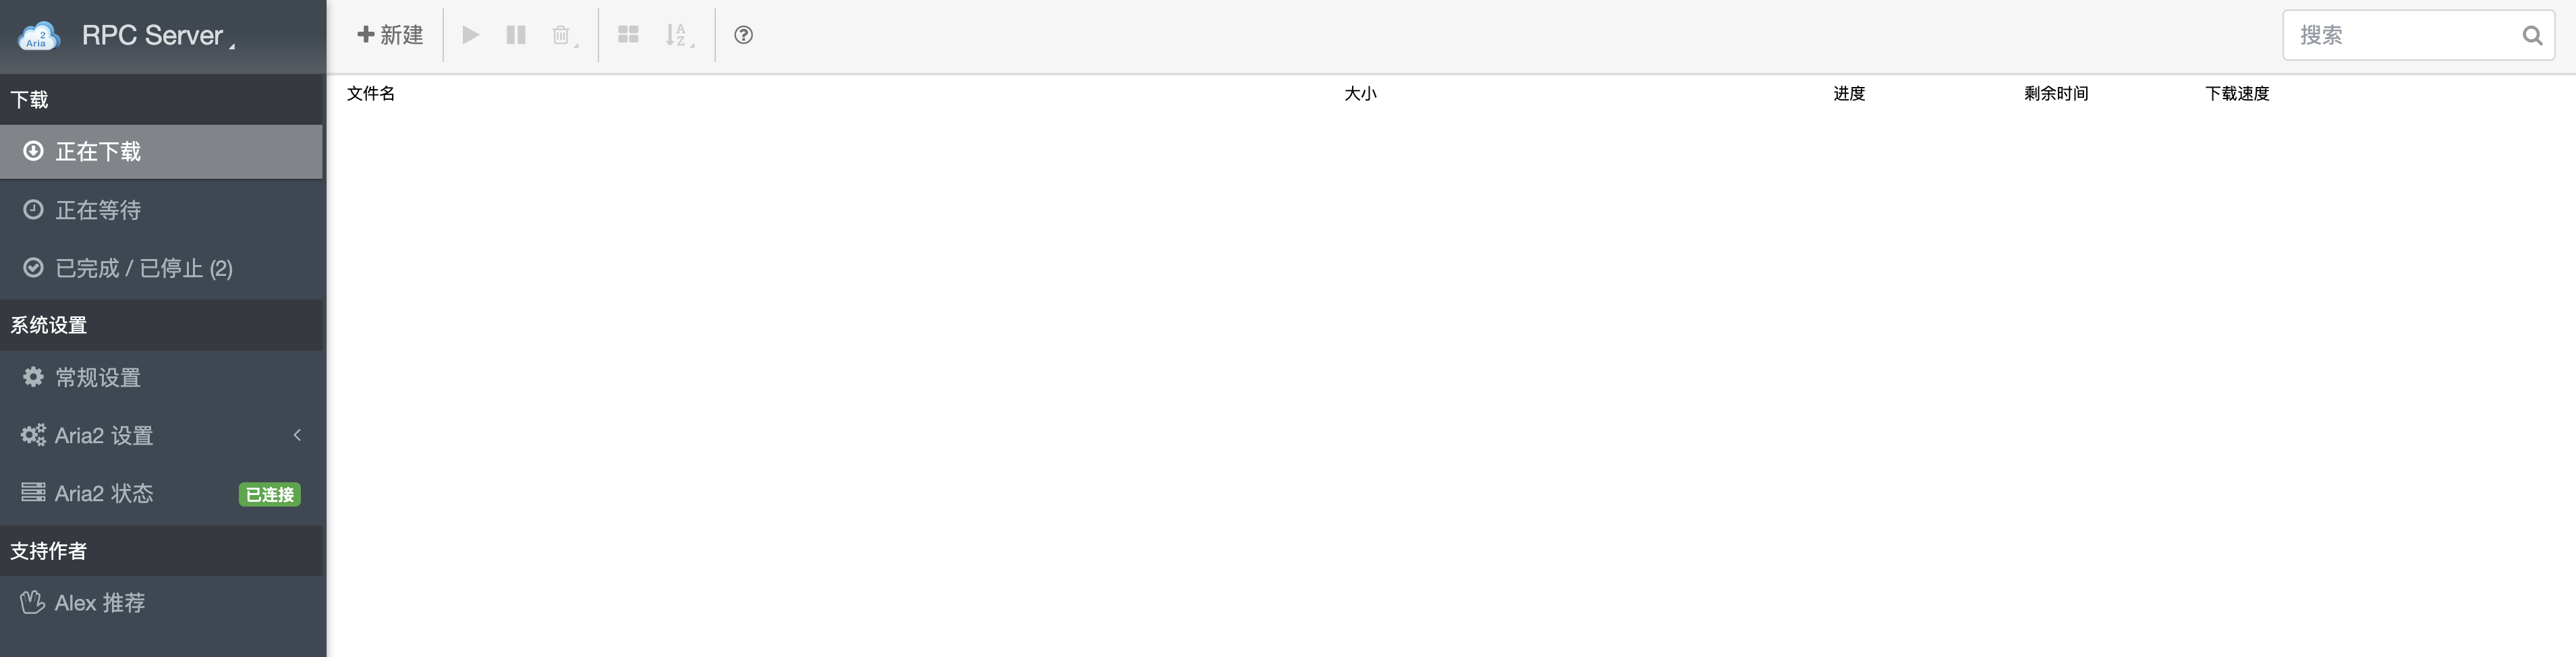 2
Aria
RPC Server
新建
搜索
下载
正在下载
正在等待
已完成 / 已停止 (2)
系统设置
常规设置
Aria2 设置
Aria2 状态 已连接
支持作者
Alex 推荐
文件名 大小 进度 剩余时间 下载速度